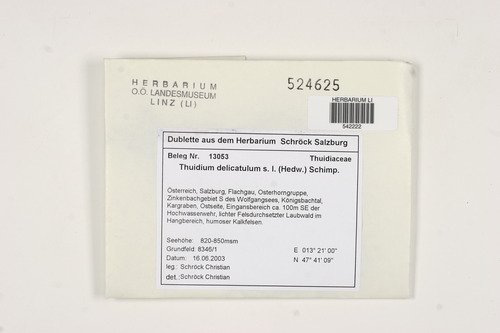 HERBARIUM
O.Ö. LANDESMUSEUM
LINZ (LI)
524625
HERBARIUM LI
542222
Dublette aus dem Herbarium Schröck Salzburg
Beleg Nr. 13053 Thuidiaceae
Thuidium delicatulum s. l. (Hedw.) Schimp.
Österreich, Salzburg, Flachgau, Osterhorngruppe,
Zinkenbachgebiet S des Wolfgangsees, Königsbachtal,
Kargraben, Ostseite, Eingansbereich ca. 100m SE der
Hochwasserwehr, lichter Felsdurchsetzter Laubwald im
Hangbereich, humoser Kalkfelsen.
Seehöhe: 820-850msm E 013° 21' 00"
Grundfeld: 8346/1 N 47° 41' 09"
Datum: 16.06.2003
leg.: Schröck Christian
det.: Schröck Christian